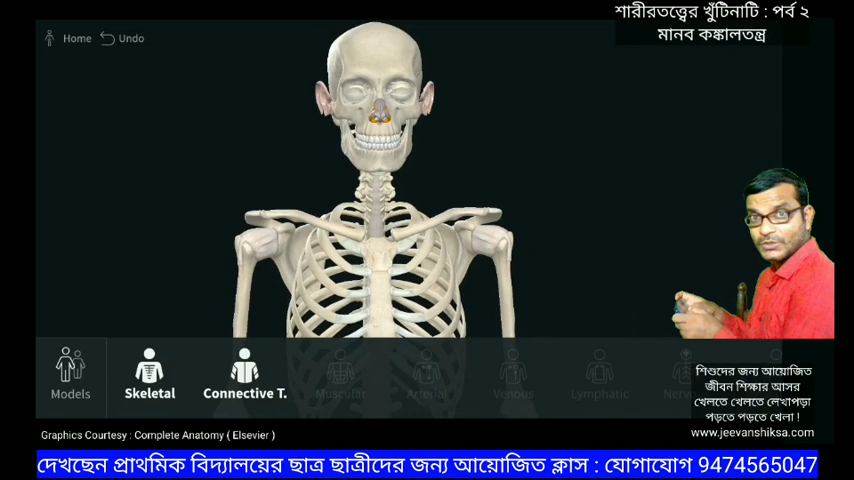 শারীরতত্ত্বের খুঁটিনাটি : পর্ব ২
মানব কঙ্কালতন্ত্র
Home Undo
Models Skeletal Connective T. Muscular Arterial Venous Lymphatic
শিশুদের জন্য আয়োজিত
জীবন শিক্ষার আসর
খেলতে খেলতে লেখাপড়া
পড়তে পড়তে খেলা !
www.jeevanshiksa.com
Graphics Courtesy : Complete Anatomy ( Elsevier )
দেখছেন প্রাথমিক বিদ্যালয়ের ছাত্র ছাত্রীদের জন্য আয়োজিত ক্লাস : যোগাযোগ 9474565047